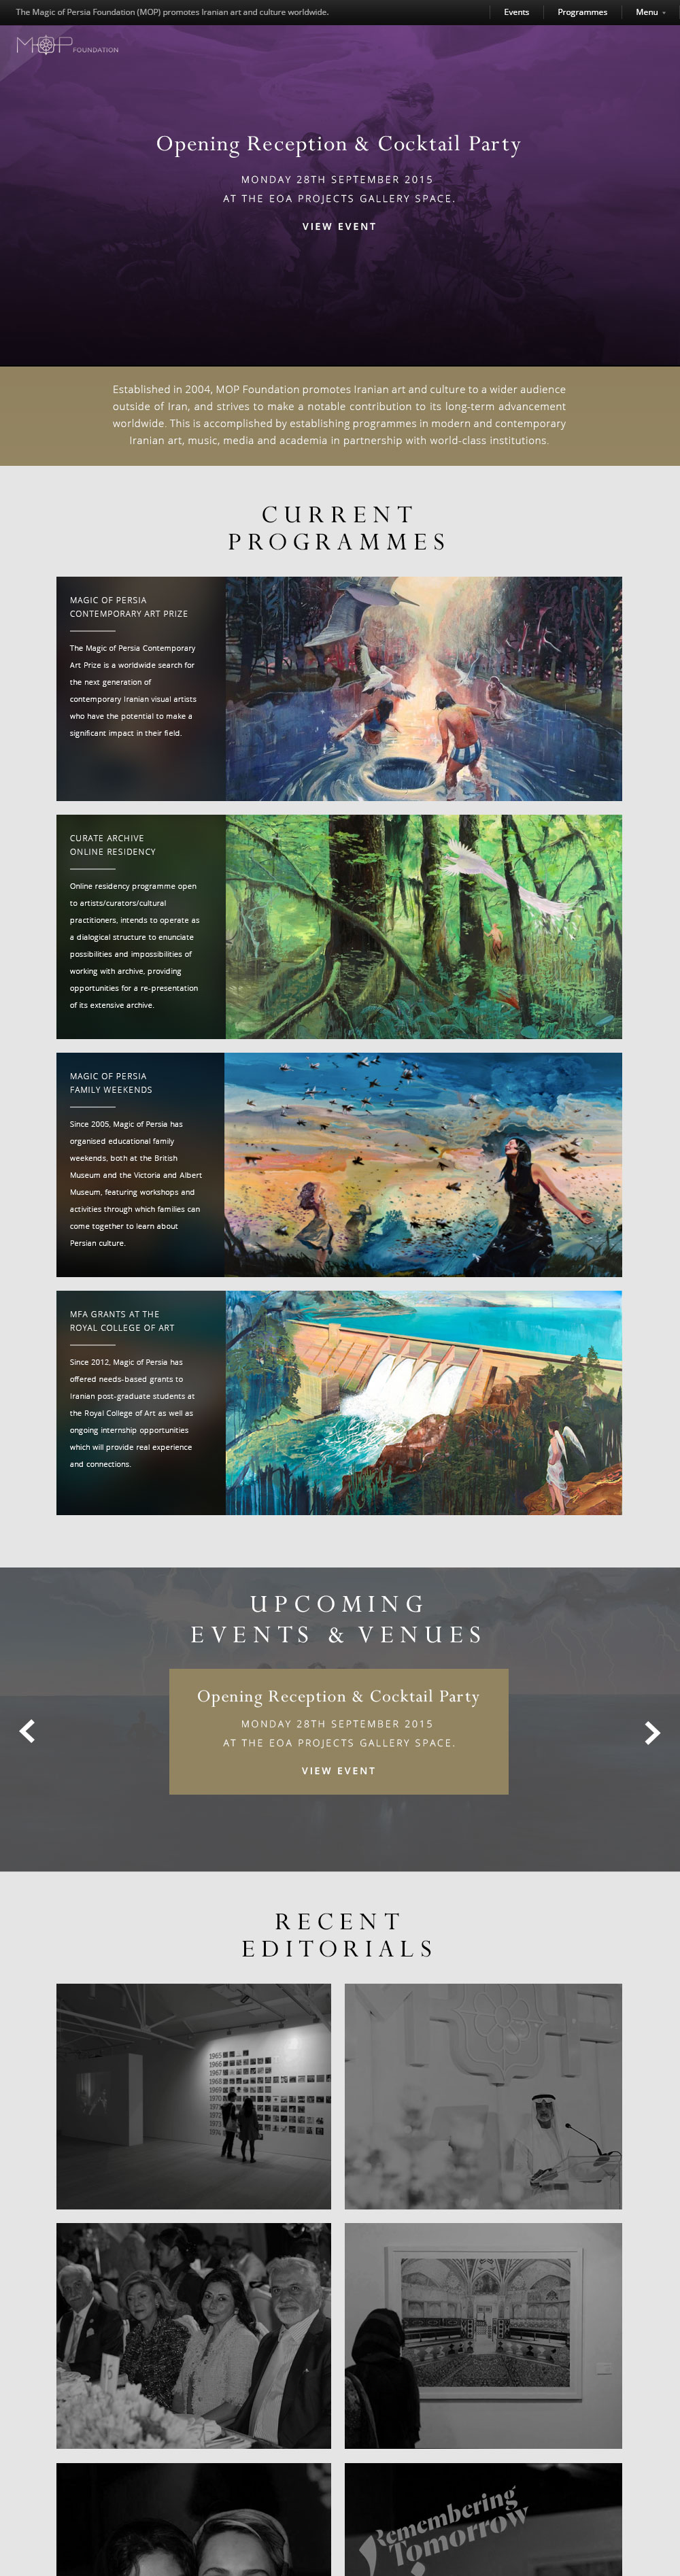 The Magic of Persia Foundation (MOP) promotes Iranian art and culture worldwide.
Events
Programmes
Menu
MOP FOUNDATION
Opening Reception & Cocktail Party
MONDAY 28TH SEPTEMBER 2015
AT THE EOA PROJECTS GALLERY SPACE.
VIEW EVENT
Established in 2004, MOP Foundation promotes Iranian art and culture to a wider audience
outside of Iran, and strives to make a notable contribution to its long-term advancement
worldwide. This is accomplished by establishing programmes in modern and contemporary
Iranian art, music, media and academia in partnership with world-class institutions.
CURRENT
PROGRAMMES
MAGIC OF PERSIA
CONTEMPORARY ART PRIZE
The Magic of Persia Contemporary
Art Prize is a worldwide search for
the next generation of
contemporary Iranian visual artists
who have the potential to make a
significant impact in their field.
CURATE ARCHIVE
ONLINE RESIDENCY
Online residency programme open
to artists/curators/cultural
practitioners, intends to operate as
a dialogical structure to enunciate
possibilities and impossibilities of
working with archive, providing
opportunities for a re-presentation
of its extensive archive.
MAGIC OF PERSIA
FAMILY WEEKENDS
Since 2005, Magic of Persia has
organised educational family
weekends, both at the British
Museum and the Victoria and Albert
Museum, featuring workshops and
activities through which families can
come together to learn about
Persian culture.
MFA GRANTS AT THE
ROYAL COLLEGE OF ART
Since 2012, Magic of Persia has
offered needs-based grants to
Iranian post-graduate students at
the Royal College of Art as well as
ongoing internship opportunities
which will provide real experience
and connections.
UPCOMING
EVENTS & VENUES
Opening Reception & Cocktail Party
MONDAY 28TH SEPTEMBER 2015
AT THE EOA PROJECTS GALLERY SPACE.
VIEW EVENT
RECENT
EDITORIALS
1965
1966
1967
1968
1969
1970
1971
1972
1973
1974
Remembering
Tomorrow